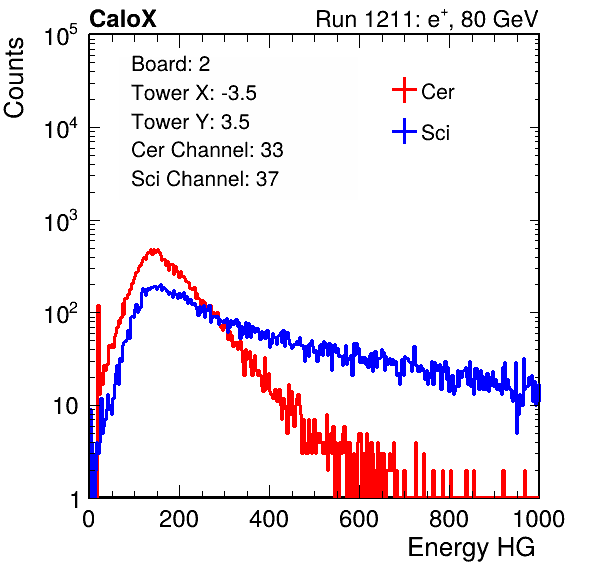 CaloX Run 1211: e⁺, 80 GeV
Counts
10⁵
10⁴
10³
10²
10
1
Board: 2
Tower X: -3.5
Tower Y: 3.5
Cer Channel: 33
Sci Channel: 37
Cer
Sci
0 200 400 600 800 1000
Energy HG